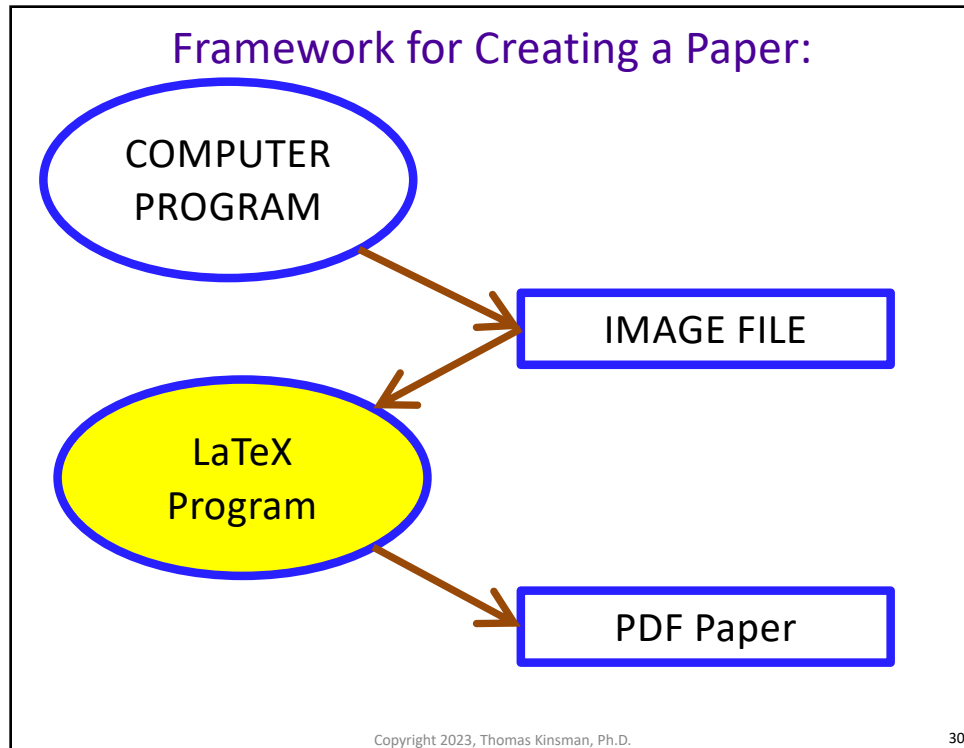 Framework for Creating a Paper:
COMPUTER
PROGRAM
IMAGE FILE
LaTeX
Program
PDF Paper
Copyright 2023, Thomas Kinsman, Ph.D.
30